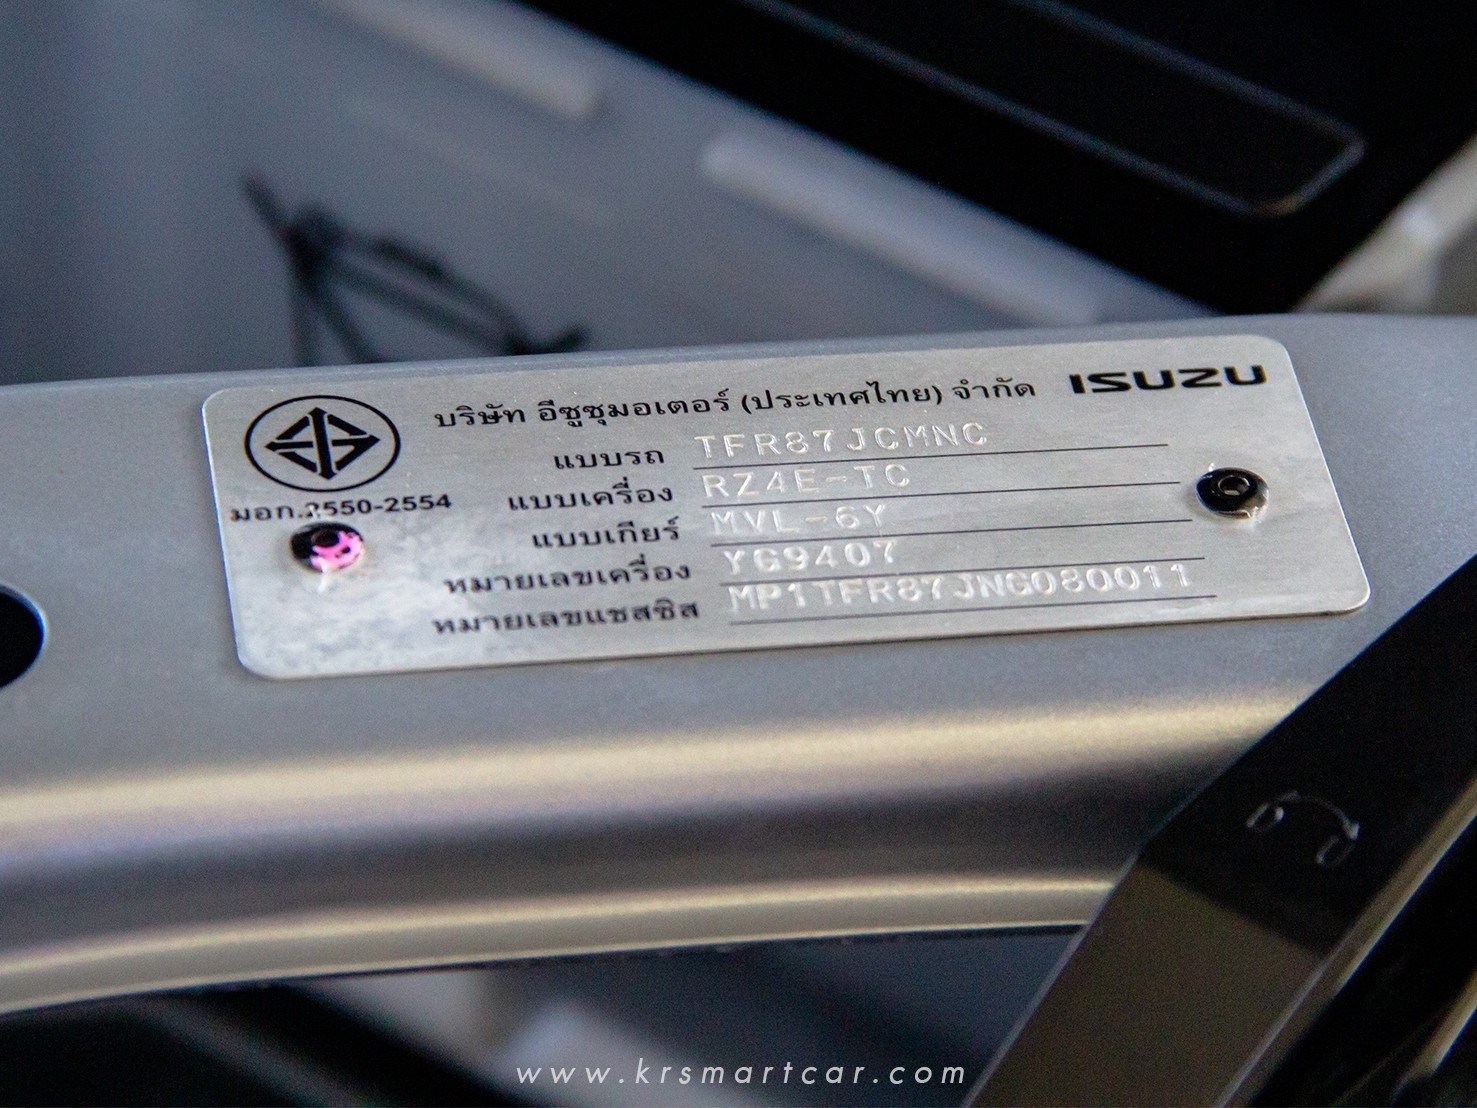 บริษัท อีซูซุมอเตอร์ (ประเทศไทย) จำกัด ISUZU
มอก.2550-2554
แบบรถ TFR87JCMNC
แบบเครื่อง RZ4E-TC
แบบเกียร์ MVL-6Y
หมายเลขเครื่อง YG9407
หมายเลขแชสซิส MP1TFR87JNG080011
www.krsmartcar.com